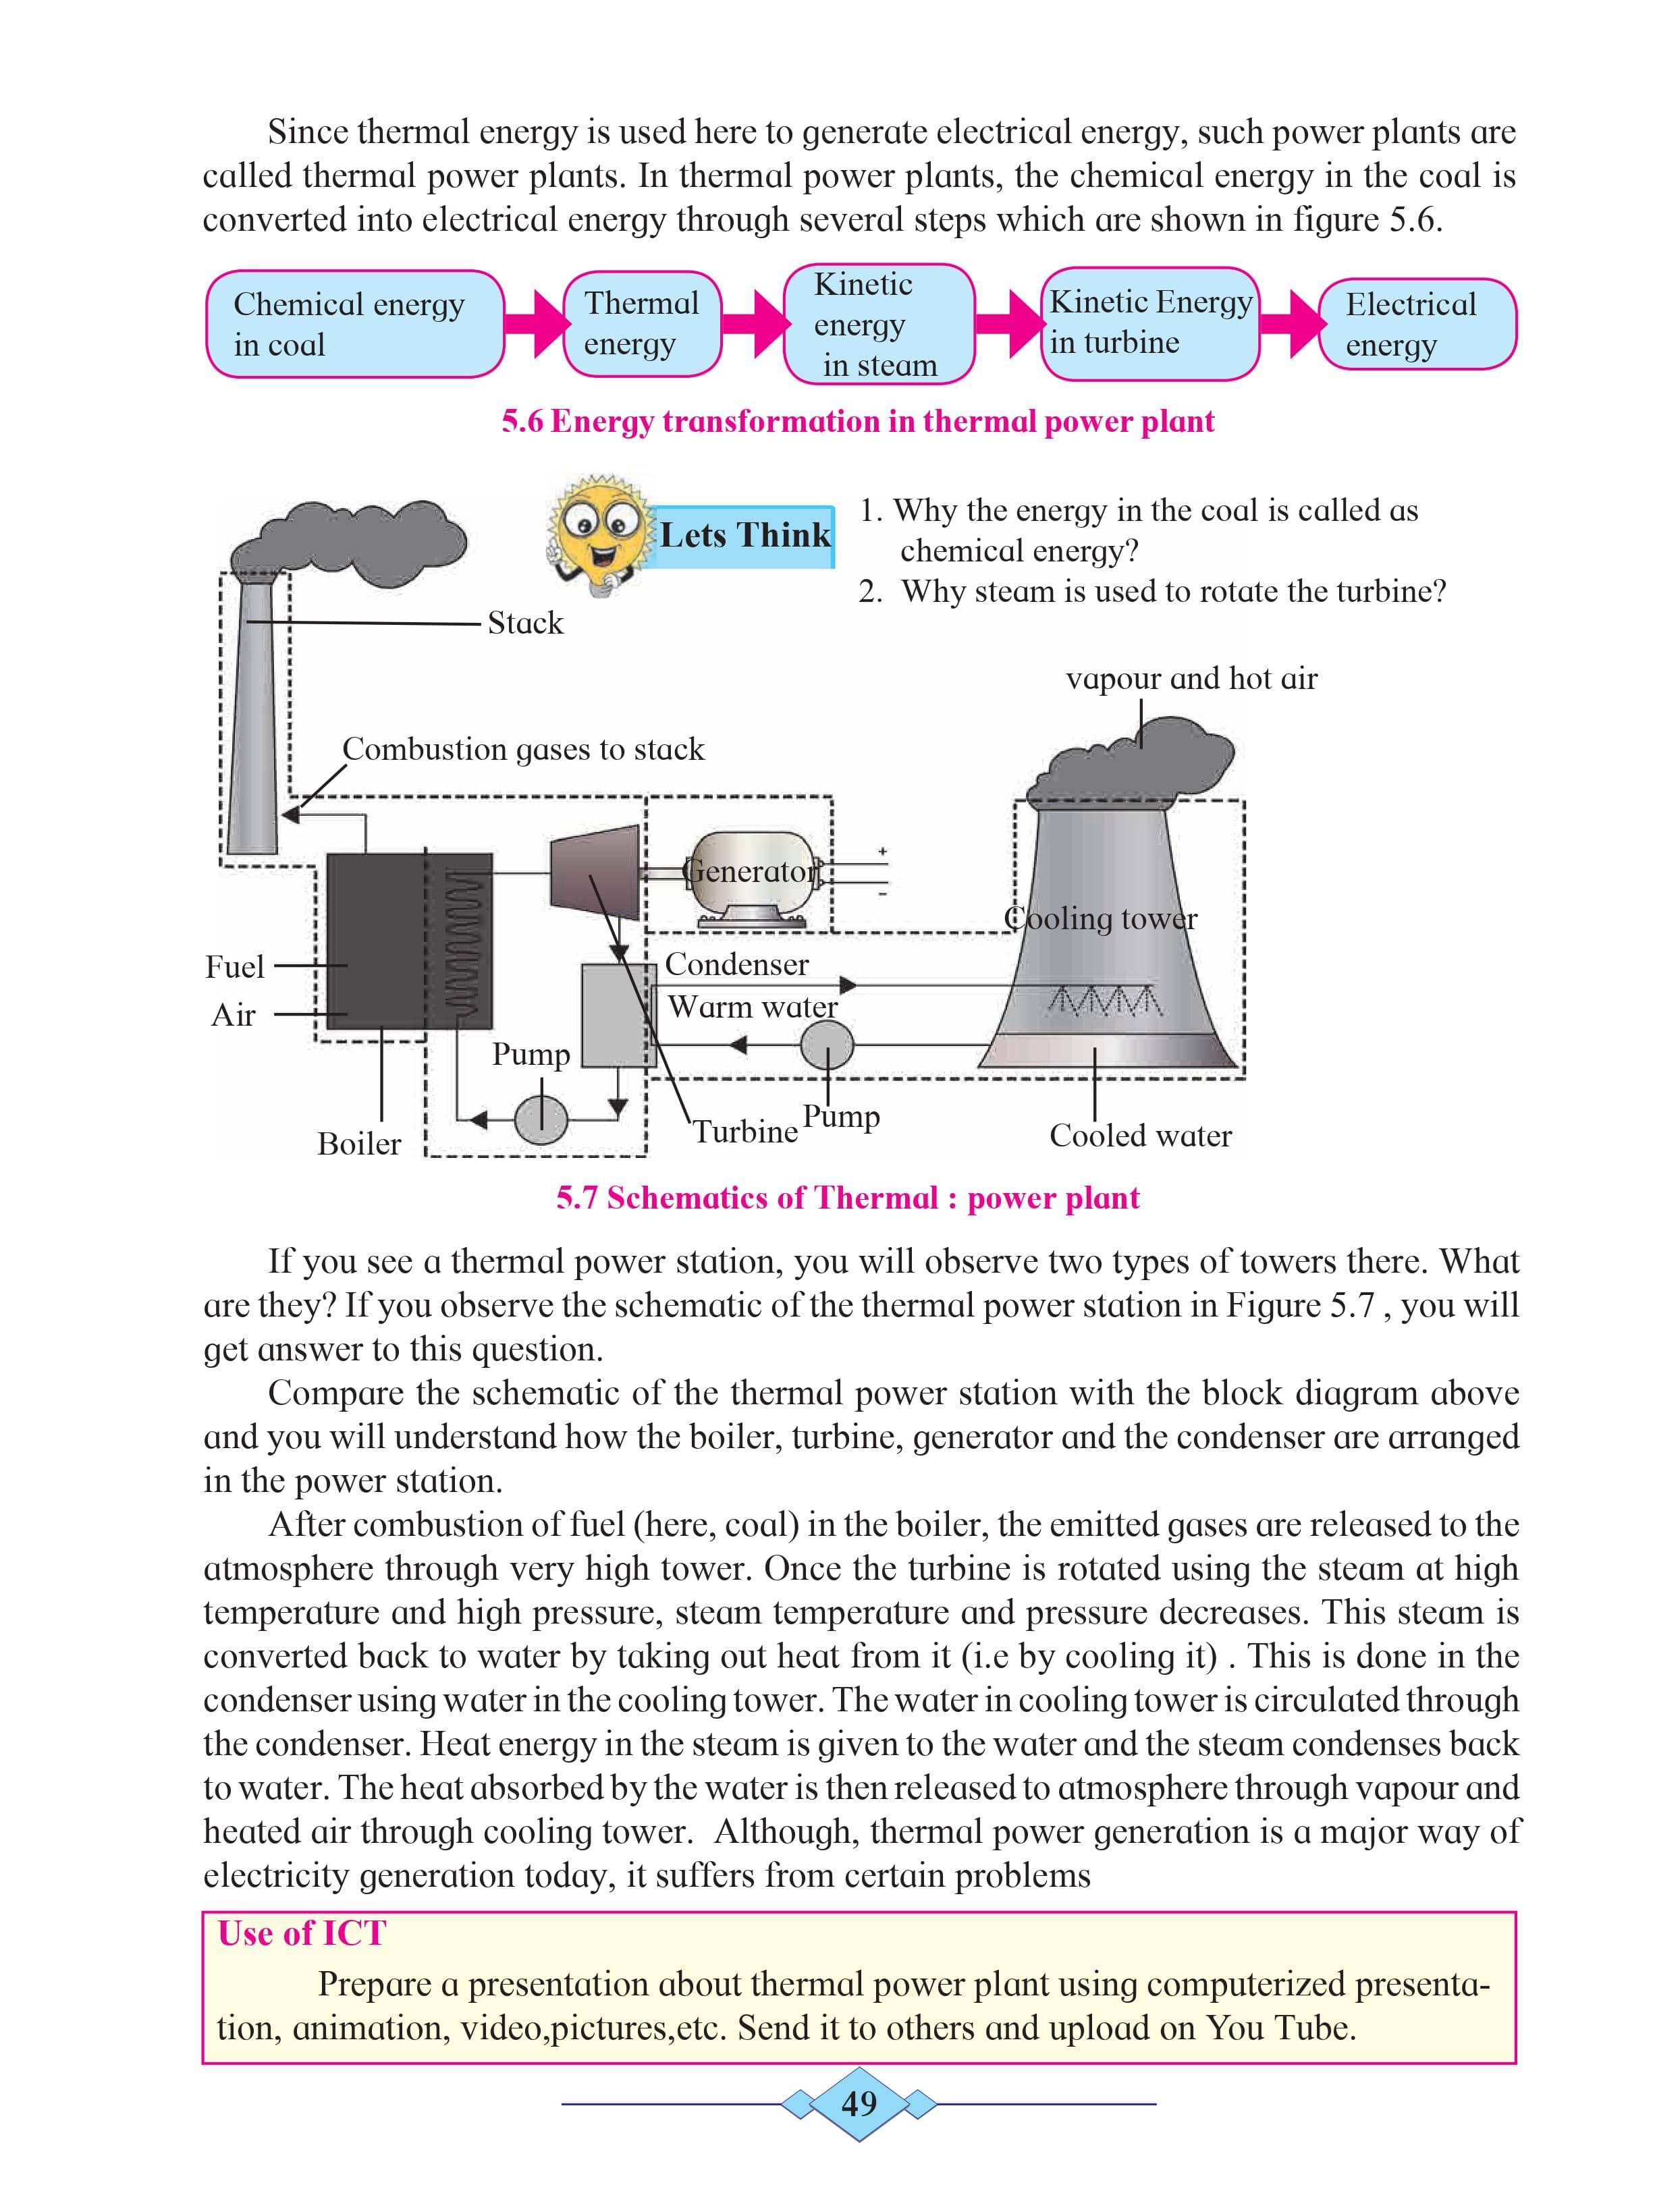 Since thermal energy is used here to generate electrical energy, such power plants are
called thermal power plants. In thermal power plants, the chemical energy in the coal is
converted into electrical energy through several steps which are shown in figure 5.6.
Chemical energy
in coal
Thermal
energy
Kinetic
energy
in steam
Kinetic Energy
in turbine
Electrical
energy
5.6 Energy transformation in thermal power plant
Lets Think
1. Why the energy in the coal is called as
chemical energy?
2. Why steam is used to rotate the turbine?
Stack
vapour and hot air
Combustion gases to stack
Generator
+
-
Cooling tower
Fuel
Air
Condenser
Warm water
Pump
Boiler
Turbine
Pump
Cooled water
5.7 Schematics of Thermal : power plant
If you see a thermal power station, you will observe two types of towers there. What
are they? If you observe the schematic of the thermal power station in Figure 5.7 , you will
get answer to this question.
Compare the schematic of the thermal power station with the block diagram above
and you will understand how the boiler, turbine, generator and the condenser are arranged
in the power station.
After combustion of fuel (here, coal) in the boiler, the emitted gases are released to the
atmosphere through very high tower. Once the turbine is rotated using the steam at high
temperature and high pressure, steam temperature and pressure decreases. This steam is
converted back to water by taking out heat from it (i.e by cooling it) . This is done in the
condenser using water in the cooling tower. The water in cooling tower is circulated through
the condenser. Heat energy in the steam is given to the water and the steam condenses back
to water. The heat absorbed by the water is then released to atmosphere through vapour and
heated air through cooling tower. Although, thermal power generation is a major way of
electricity generation today, it suffers from certain problems
Use of ICT
Prepare a presentation about thermal power plant using computerized presenta-
tion, animation, video,pictures,etc. Send it to others and upload on You Tube.
49